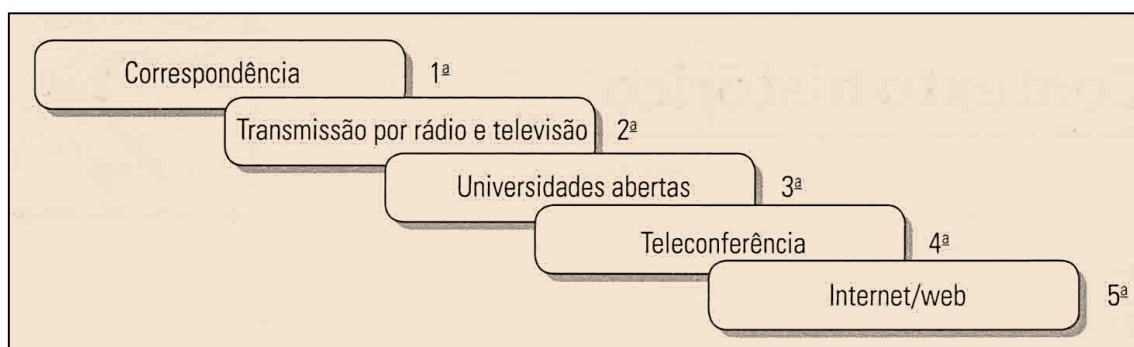 Correspondência 1ª
Transmissão por rádio e televisão 2ª
Universidades abertas 3ª
Teleconferência 4ª
Internet/web 5ª